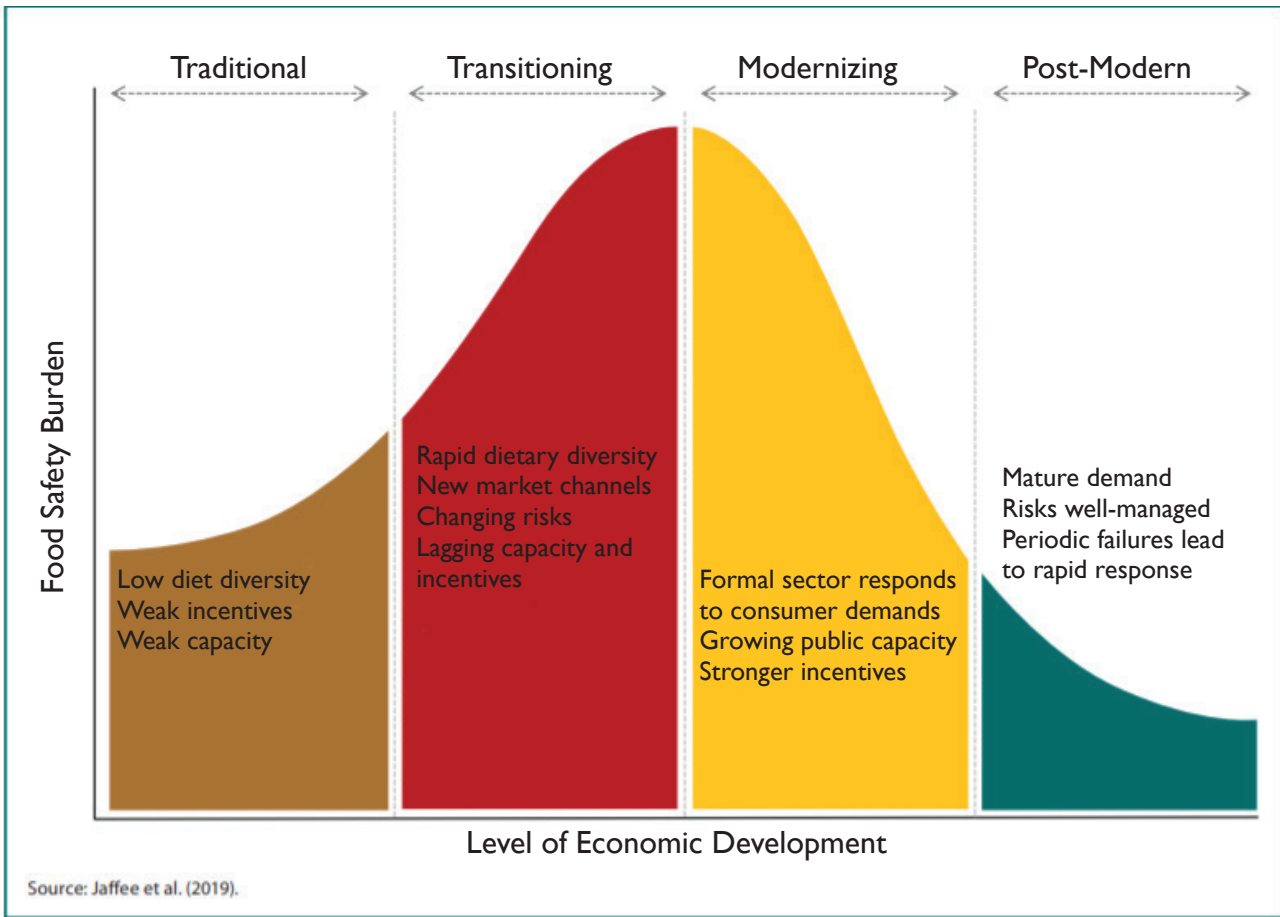 Traditional
Transitioning
Modernizing
Post-Modern
Food Safety Burden
Low diet diversity
Weak incentives
Weak capacity
Rapid dietary diversity
New market channels
Changing risks
Lagging capacity and
incentives
Formal sector responds
to consumer demands
Growing public capacity
Stronger incentives
Mature demand
Risks well-managed
Periodic failures lead
to rapid response
Level of Economic Development
Source: Jaffee et al. (2019).